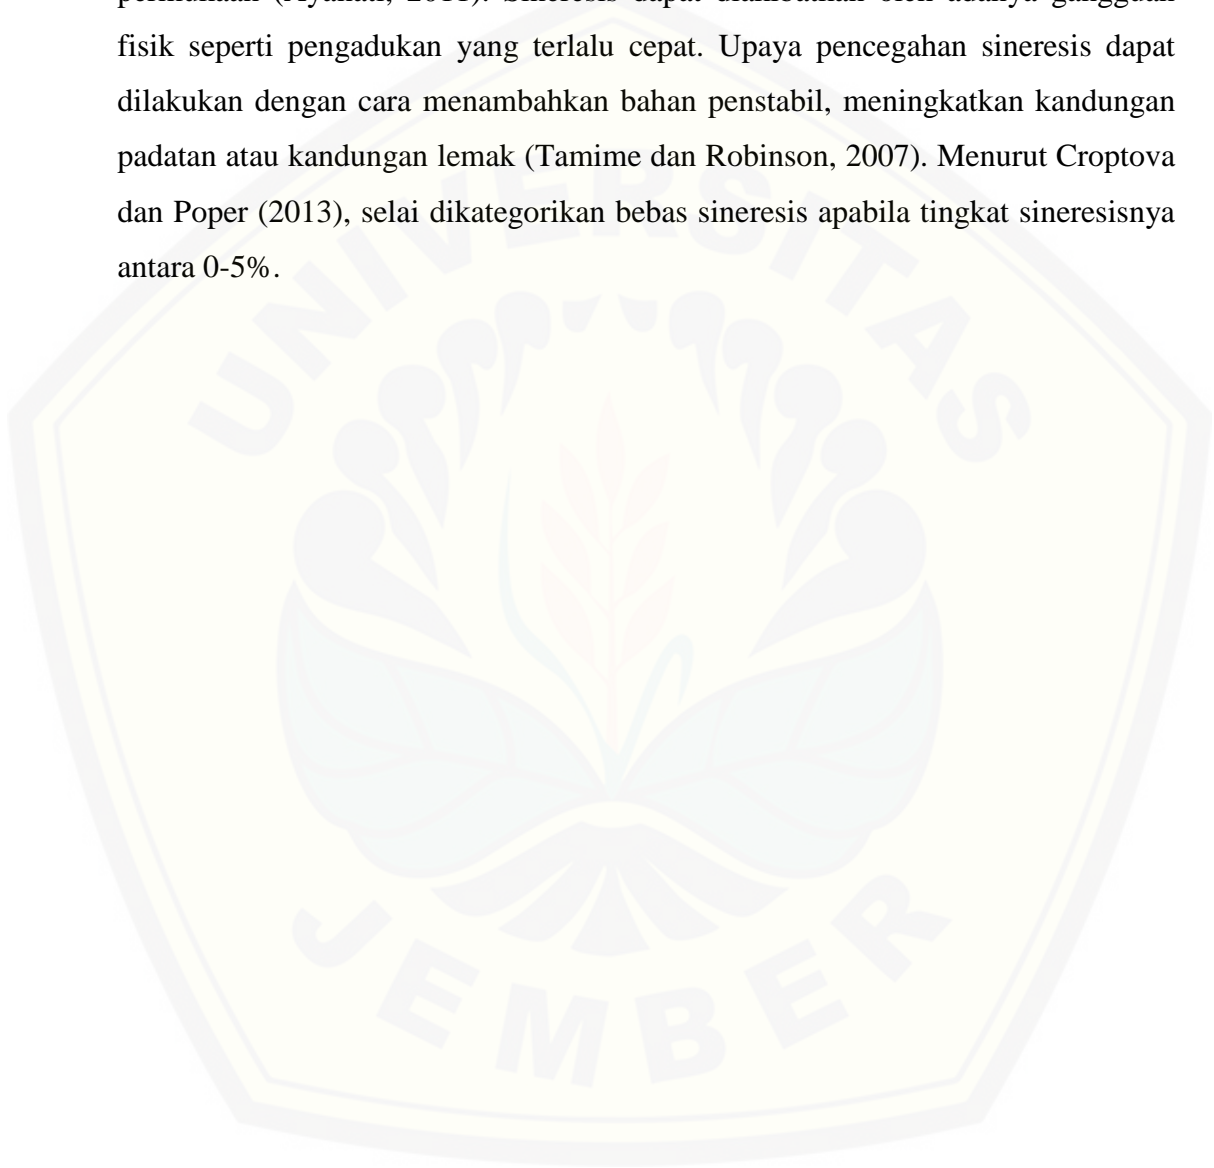 fisik seperti pengadukan yang terlalu cepat. Upaya pencegahan sineresis dapat
dilakukan dengan cara menambahkan bahan penstabil, meningkatkan kandungan
padatan atau kandungan lemak (Tamime dan Robinson, 2007). Menurut Croptova
dan Poper (2013), selai dikategorikan bebas sineresis apabila tingkat sineresisnya
antara 0-5%.
UNIVERSITAS
JEMBER